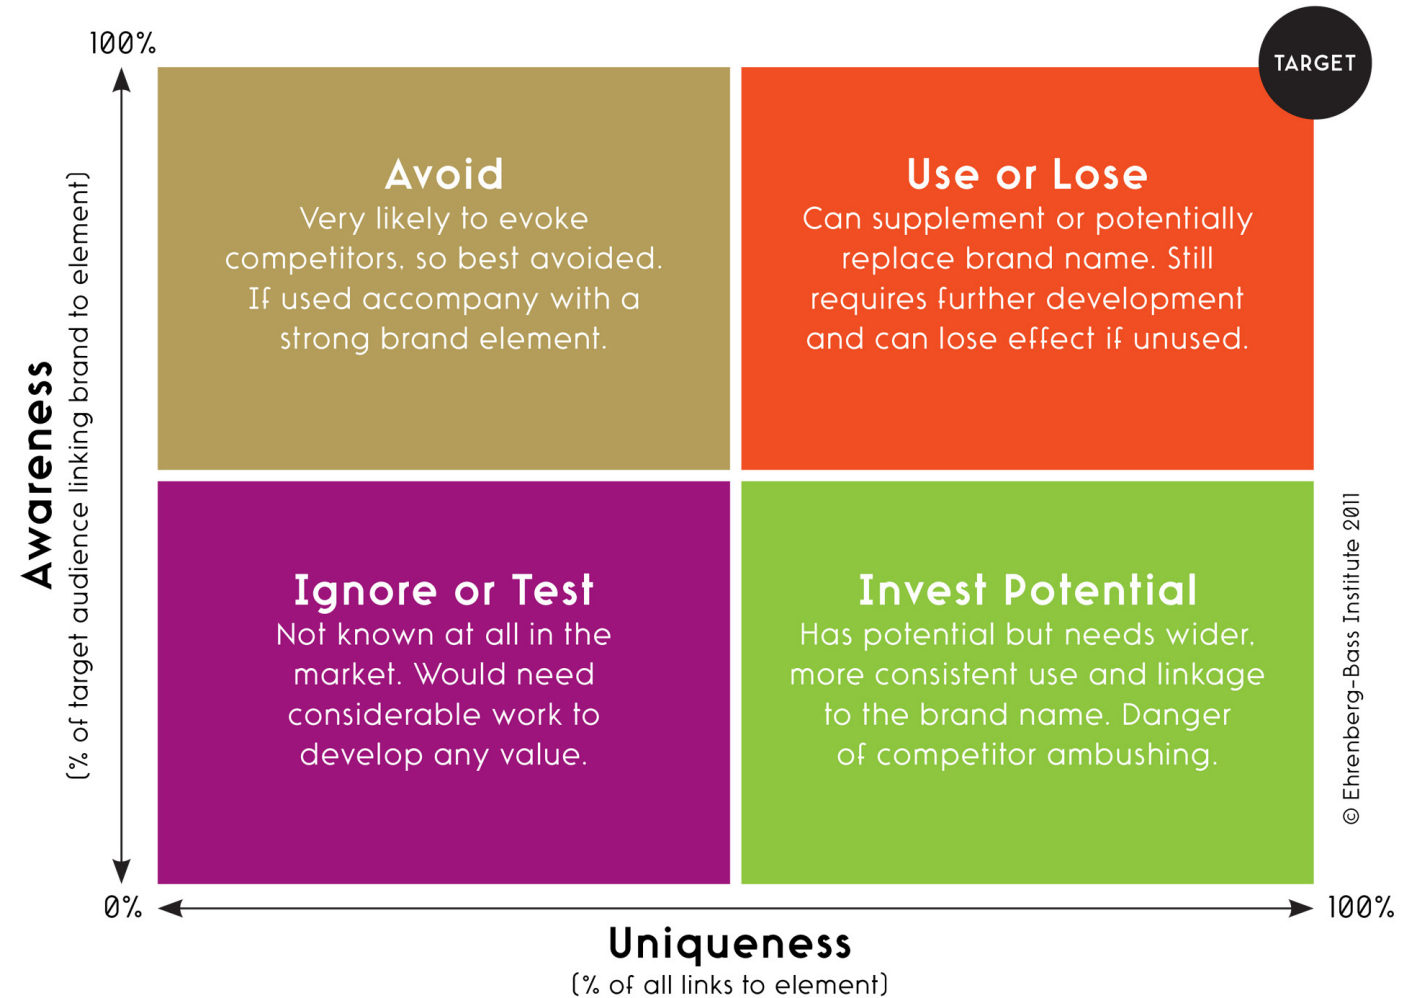 100%
TARGET
Avoid
Very likely to evoke
competitors, so best avoided.
If used accompany with a
strong brand element.
Use or Lose
Can supplement or potentially
replace brand name. Still
requires further development
and can lose effect if unused.
Awareness
(% of target audience linking brand to element)
Ignore or Test
Not known at all in the
market. Would need
considerable work to
develop any value.
Invest Potential
Has potential but needs wider,
more consistent use and linkage
to the brand name. Danger
of competitor ambushing.
© Ehrenberg-Bass Institute 2011
0%
100%
Uniqueness
(% of all links to element)